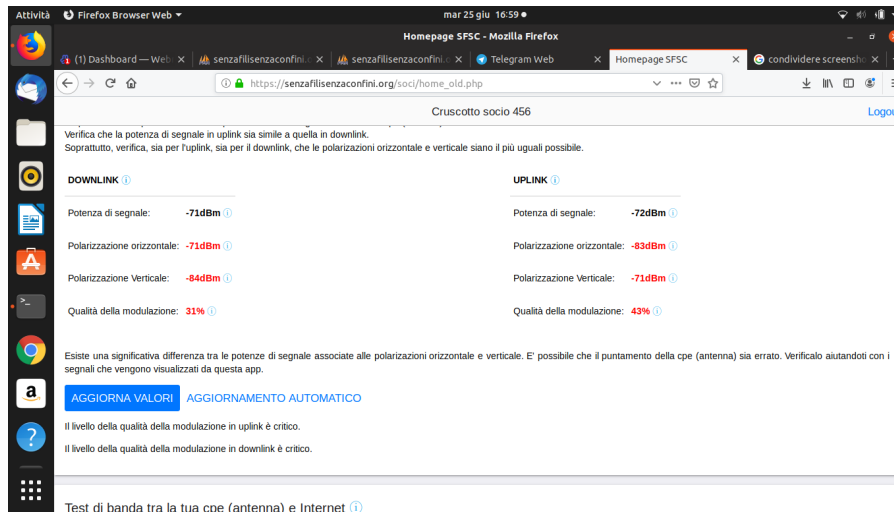 Attività
Firefox Browser Web
mar 25 giu 16:59
Homepage SFSC - Mozilla Firefox
(1) Dashboard — Web
senzafilisenzaconfini.o
senzafilisenzaconfini.o
Telegram Web
Homepage SFSC
condividere screensho
https://senzafilisenzaconfini.org/soci/home_old.php
Cruscotto socio 456
Logou
Verifica che la potenza di segnale in uplink sia simile a quella in downlink.
Soprattutto, verifica, sia per l'uplink, sia per il downlink, che le polarizzazioni orizzontale e verticale siano il più uguali possibile.
DOWNLINK
Potenza di segnale: -71dBm
Polarizzazione orizzontale: -71dBm
Polarizzazione Verticale: -84dBm
Qualità della modulazione: 31%
UPLINK
Potenza di segnale: -72dBm
Polarizzazione orizzontale: -83dBm
Polarizzazione Verticale: -71dBm
Qualità della modulazione: 43%
Esiste una significativa differenza tra le potenze di segnale associate alle polarizzazioni orizzontale e verticale. E' possibile che il puntamento della cpe (antenna) sia errato. Verificalo aiutandoti con i
segnali che vengono visualizzati da questa app.
AGGIORNA VALORI
AGGIORNAMENTO AUTOMATICO
Il livello della qualità della modulazione in uplink è critico.
Il livello della qualità della modulazione in downlink è critico.
Test di banda tra la tua cpe (antenna) e Internet